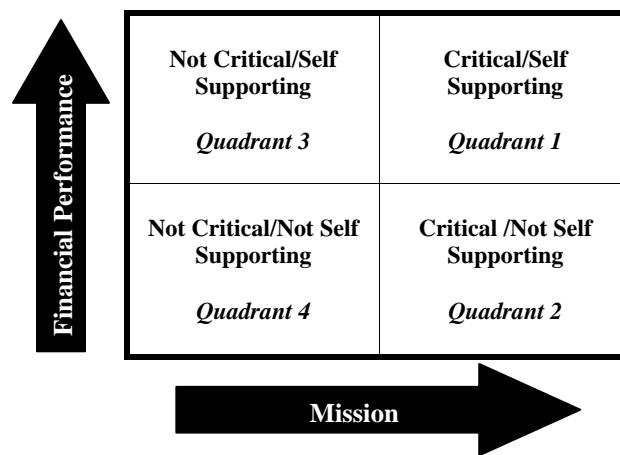 Financial Performance
Not Critical/Self
Supporting
Quadrant 3
Critical/Self
Supporting
Quadrant 1
Not Critical/Not Self
Supporting
Quadrant 4
Critical /Not Self
Supporting
Quadrant 2
Mission